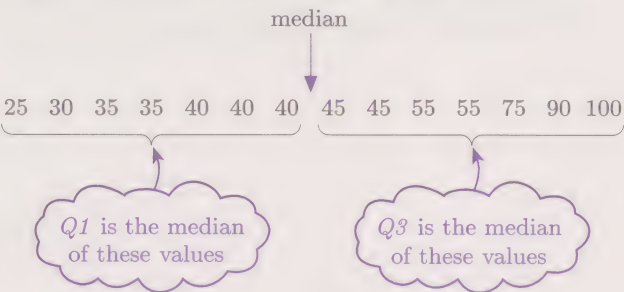 median
25 30 35 35 40 40 40 45 45 55 55 75 90 100
Q1 is the median
of these values
Q3 is the median
of these values